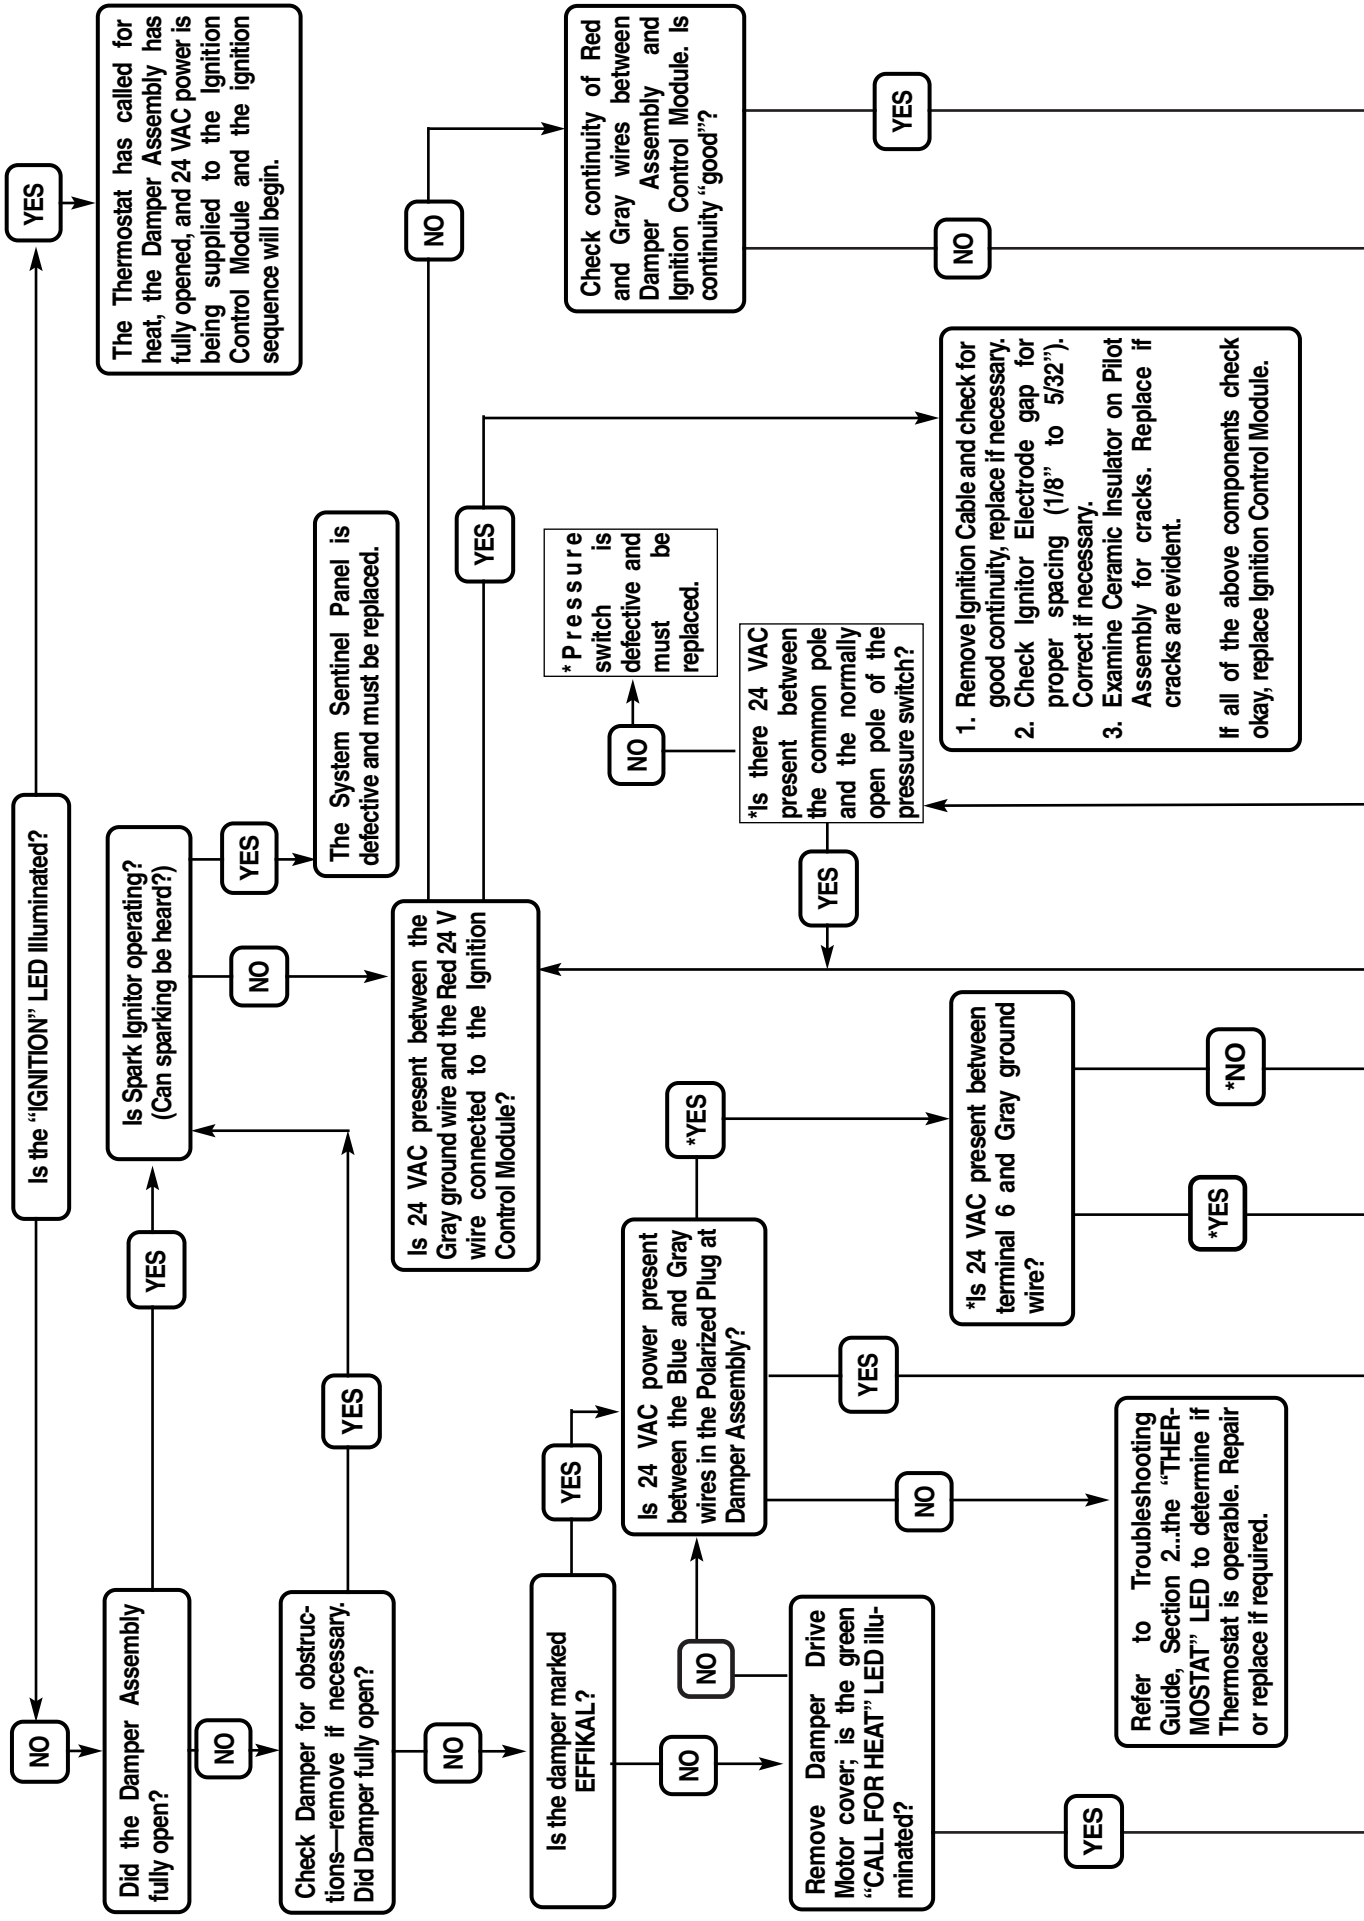 Is the “IGNITION” LED Illuminated?
YES
The Thermostat has called for
heat, the Damper Assembly has
fully opened, and 24 VAC power is
being supplied to the Ignition
Control Module and the ignition
sequence will begin.
NO
Did the Damper Assembly
fully open?
YES
Is Spark Ignitor operating?
(Can sparking be heard?)
YES
The System Sentinel Panel is
defective and must be replaced.
NO
NO
Check Damper for obstruc-
tions—remove if necessary.
Did Damper fully open?
YES
Is 24 VAC present between the
Gray ground wire and the Red 24 V
wire connected to the Ignition
Control Module?
NO
Check continuity of Red
and Gray wires between
Damper Assembly and
Ignition Control Module. Is
continuity “good”?
YES
NO
YES
1. Remove Ignition Cable and check for
good continuity, replace if necessary.
2. Check Ignitor Electrode gap for
proper spacing (1/8” to 5/32”).
Correct if necessary.
3. Examine Ceramic Insulator on Pilot
Assembly for cracks. Replace if
cracks are evident.
If all of the above components check
okay, replace Ignition Control Module.
NO
Is the damper marked
EFFIKAL?
YES
Is 24 VAC power present
between the Blue and Gray
wires in the Polarized Plug at
Damper Assembly?
*YES
*Is 24 VAC present between
terminal 6 and Gray ground
wire?
*YES
*NO
*Pressure
switch is
defective and
must be
replaced.
NO
*Is there 24 VAC
present between
the common pole
and the normally
open pole of the
pressure switch?
YES
NO
Remove Damper Drive
Motor cover; is the green
“CALL FOR HEAT” LED illu-
minated?
NO
YES
NO
Refer to Troubleshooting
Guide, Section 2...the “THER-
MOSTAT” LED to determine if
Thermostat is operable. Repair
or replace if required.
YES